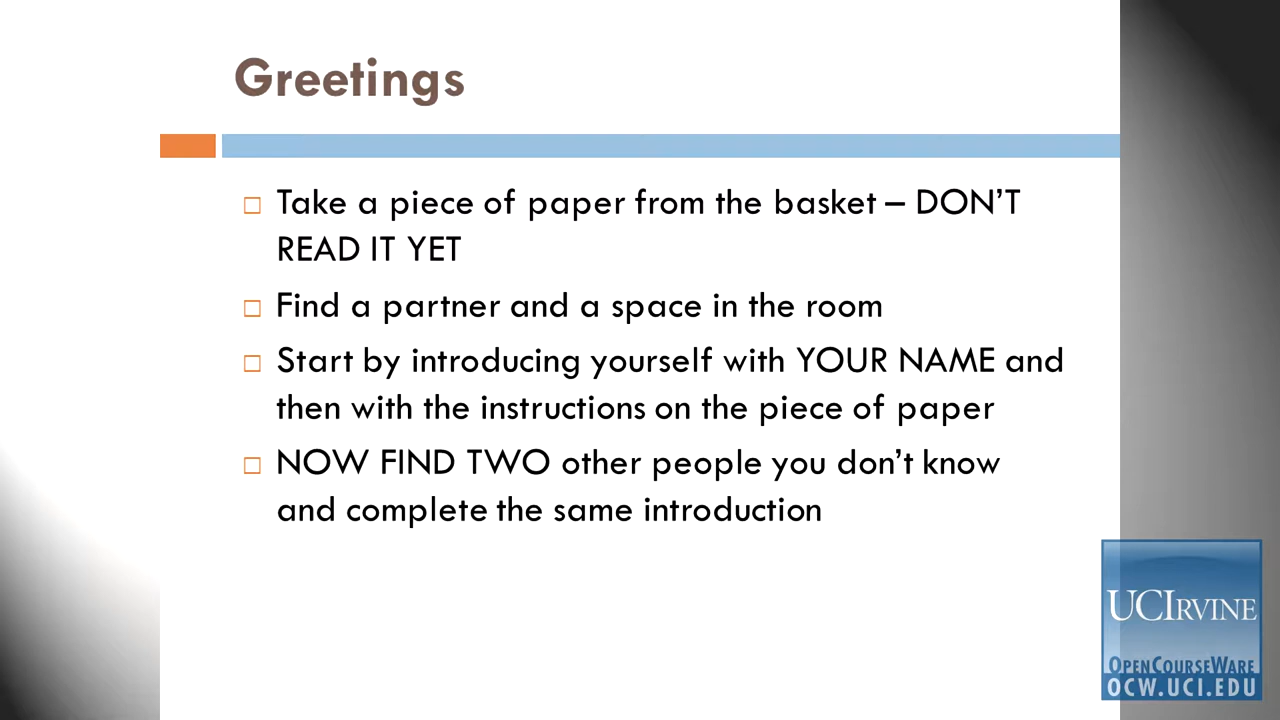 Greetings
Take a piece of paper from the basket – DON’T
READ IT YET
Find a partner and a space in the room
Start by introducing yourself with YOUR NAME and
then with the instructions on the piece of paper
NOW FIND TWO other people you don’t know
and complete the same introduction
UCIRVINE
OPENCOURSEWARE
OCW.UCI.EDU